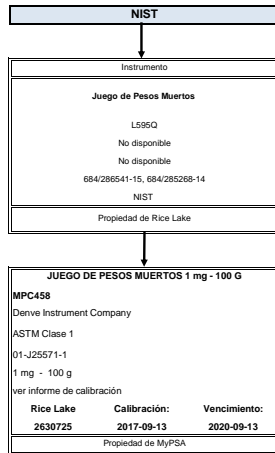 NIST
Instrumento
Juego de Pesos Muertos
L595Q
No disponible
No disponible
684/286541-15, 684/285268-14
NIST
Propiedad de Rice Lake
JUEGO DE PESOS MUERTOS 1 mg - 100 G
MPC458
Denve Instrument Company
ASTM Clase 1
01-J25571-1
1 mg - 100 g
ver informe de calibración
Rice Lake Calibración: Vencimiento:
2630725 2017-09-13 2020-09-13
Propiedad de MyPSA